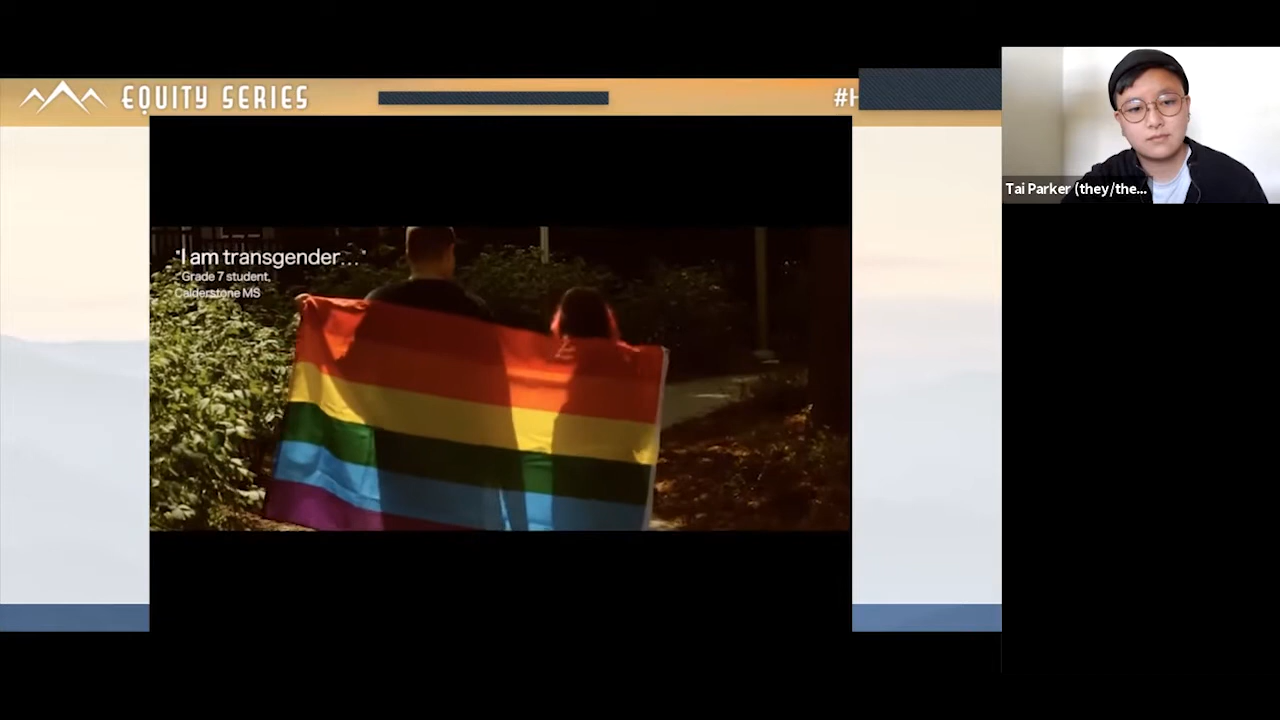 EQUITY SERIES
#H
"I am transgender..."
- Grade 7 student,
Calderstone MS
Tai Parker (they/the...